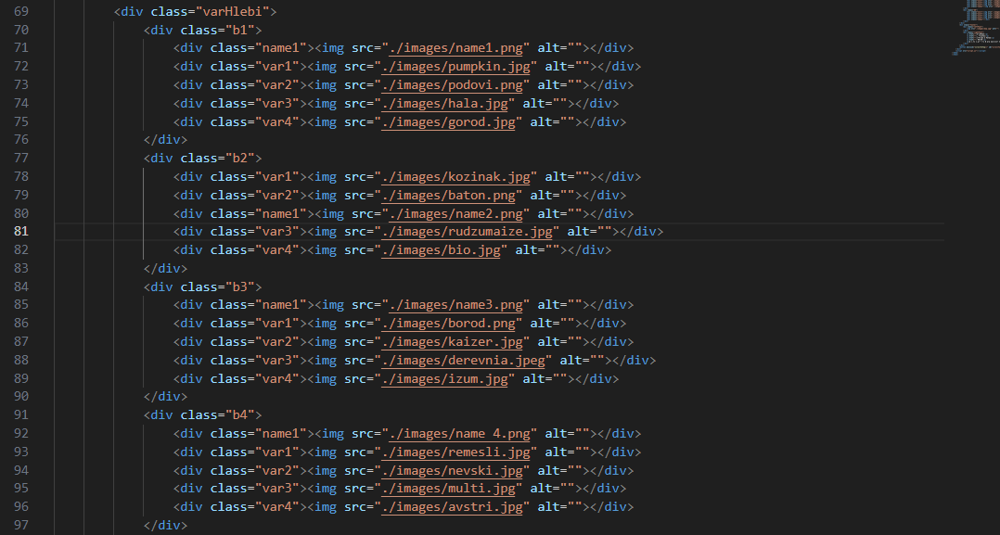 69 <div class="varHlebi">
70 <div class="b1">
71 <div class="name1"><img src="./images/name1.png" alt=""></div>
72 <div class="var1"><img src="./images/pumpkin.jpg" alt=""></div>
73 <div class="var2"><img src="./images/podovi.png" alt=""></div>
74 <div class="var3"><img src="./images/hala.jpg" alt=""></div>
75 <div class="var4"><img src="./images/gorod.jpg" alt=""></div>
76 </div>
77 <div class="b2">
78 <div class="var1"><img src="./images/kozinak.jpg" alt=""></div>
79 <div class="var2"><img src="./images/baton.png" alt=""></div>
80 <div class="name1"><img src="./images/name2.png" alt=""></div>
81 <div class="var3"><img src="./images/rudzumaize.jpg" alt=""></div>
82 <div class="var4"><img src="./images/bio.jpg" alt=""></div>
83 </div>
84 <div class="b3">
85 <div class="name1"><img src="./images/name3.png" alt=""></div>
86 <div class="var1"><img src="./images/borod.png" alt=""></div>
87 <div class="var2"><img src="./images/kaizer.jpg" alt=""></div>
88 <div class="var3"><img src="./images/derevnia.jpeg" alt=""></div>
89 <div class="var4"><img src="./images/izum.jpg" alt=""></div>
90 </div>
91 <div class="b4">
92 <div class="name1"><img src="./images/name 4.png" alt=""></div>
93 <div class="var1"><img src="./images/remesli.jpg" alt=""></div>
94 <div class="var2"><img src="./images/nevski.jpg" alt=""></div>
95 <div class="var3"><img src="./images/multi.jpg" alt=""></div>
96 <div class="var4"><img src="./images/avstri.jpg" alt=""></div>
97 </div>